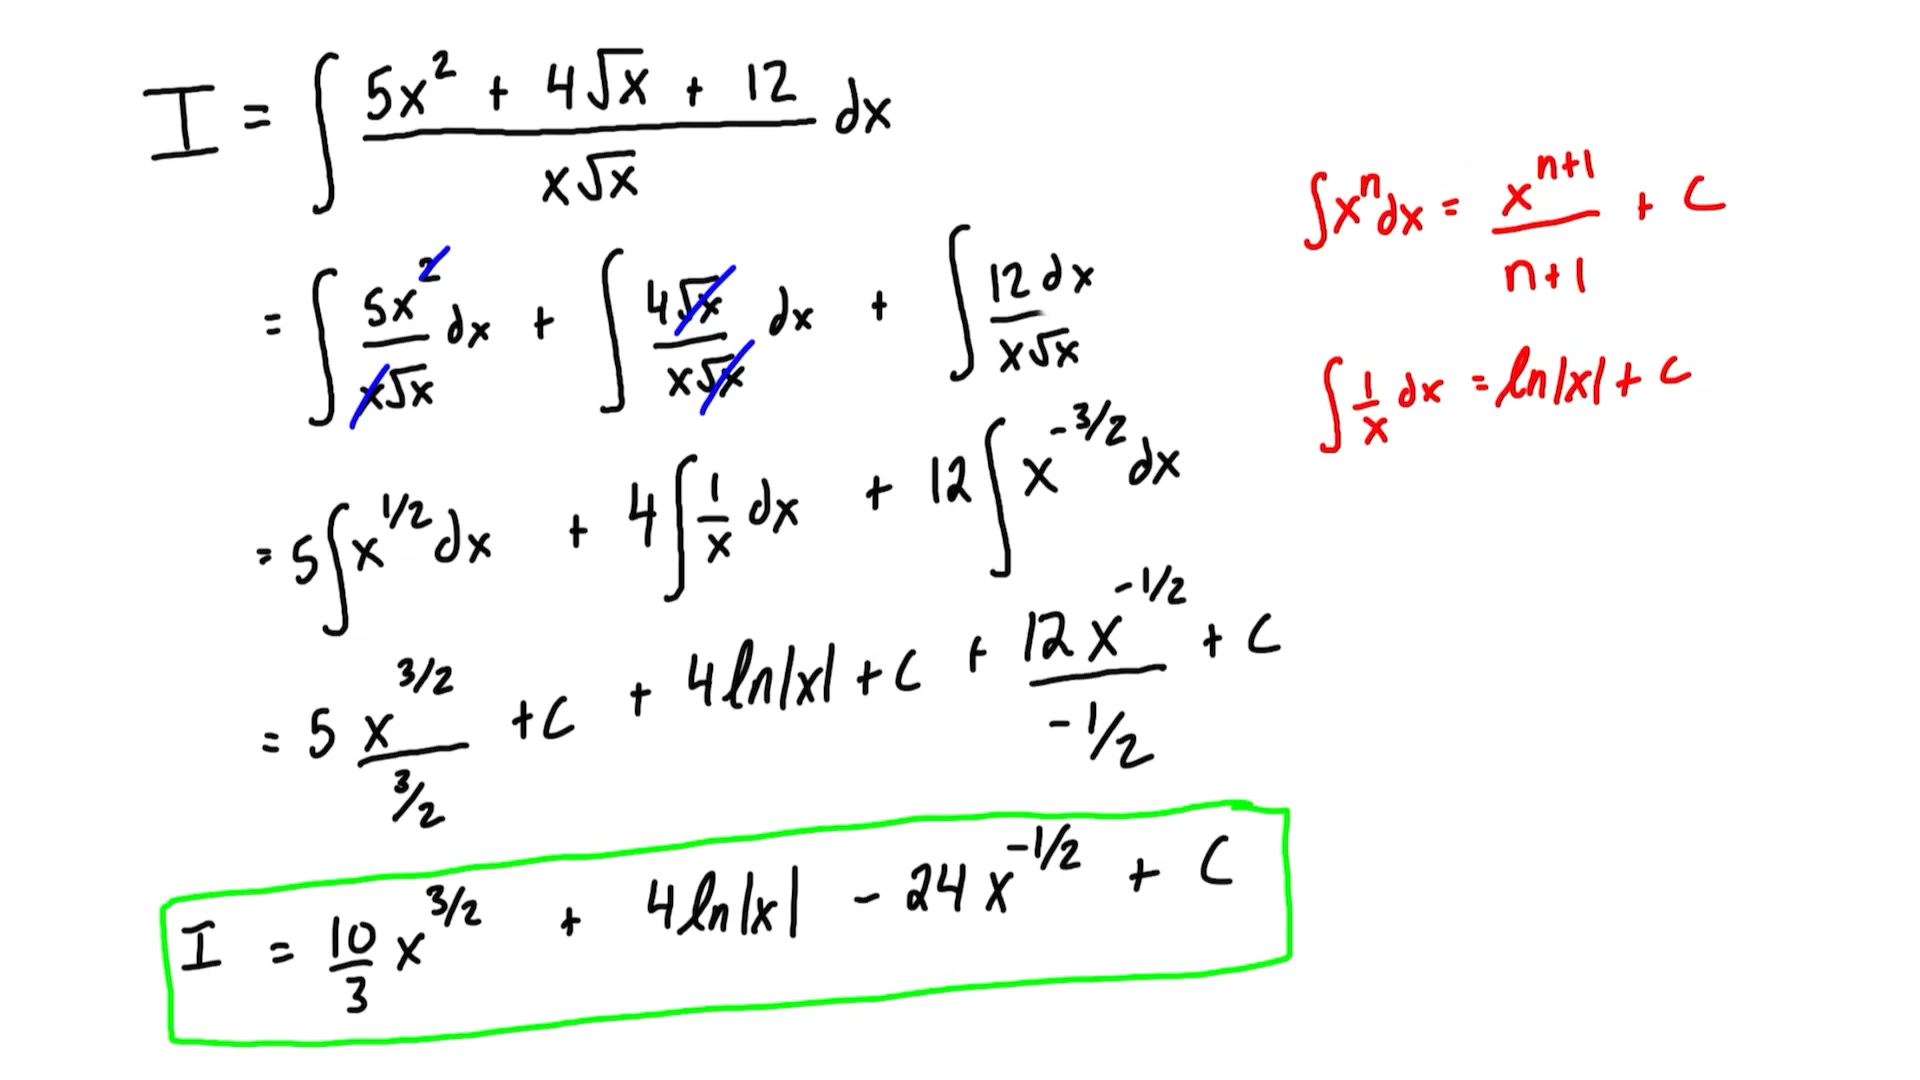 I = ∫ (5x² + 4√x + 12)/(x√x) dx
= ∫ 5x²/(x√x) dx + ∫ 4√x/(x√x) dx + ∫ 12dx/(x√x)
= 5∫x^(1/2) dx + 4∫ 1/x dx + 12∫ x^(-3/2) dx
= 5 x^(3/2)/(3/2) + C + 4ln|x| + C + 12x^(-1/2)/(-1/2) + C
I = 10/3 x^(3/2) + 4ln|x| - 24x^(-1/2) + C
∫xⁿdx = x^(n+1)/(n+1) + C
∫ 1/x dx = ln|x| + C